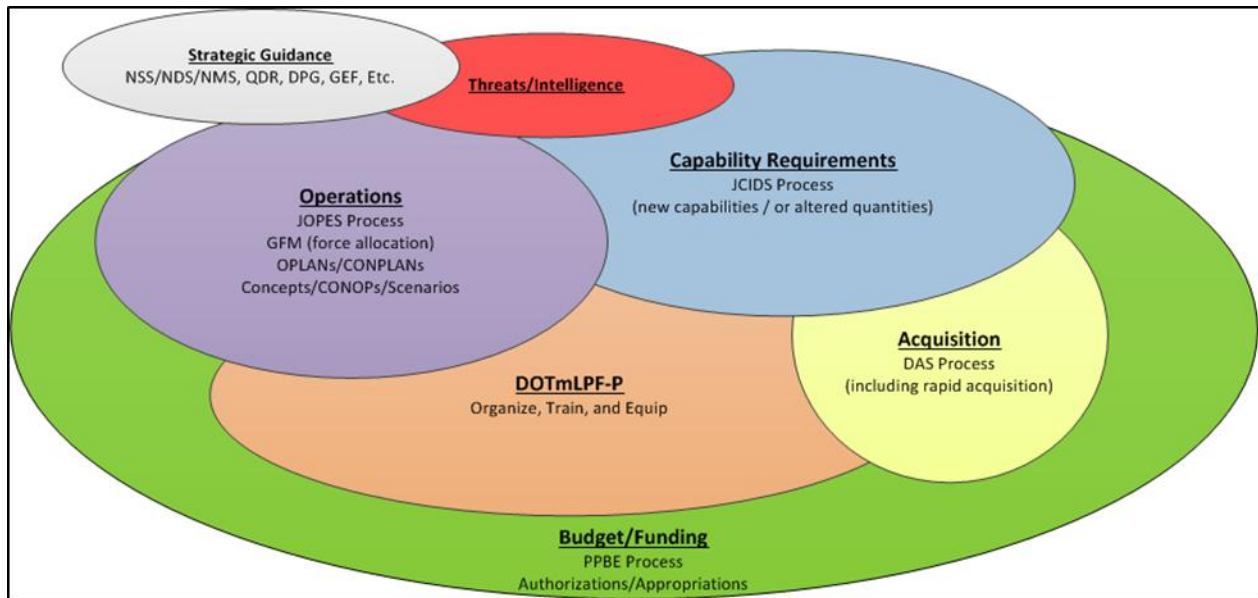 Strategic Guidance
NSS/NDS/NMS, QDR, DPG, GEF, Etc.
Threats/Intelligence
Capability Requirements
JCIDS Process
(new capabilities / or altered quantities)
Operations
JOPES Process
GFM (force allocation)
OPLANs/CONPLANs
Concepts/CONOPs/Scenarios
Acquisition
DAS Process
(including rapid acquisition)
DOTmLPF-P
Organize, Train, and Equip
Budget/Funding
PPBE Process
Authorizations/Appropriations